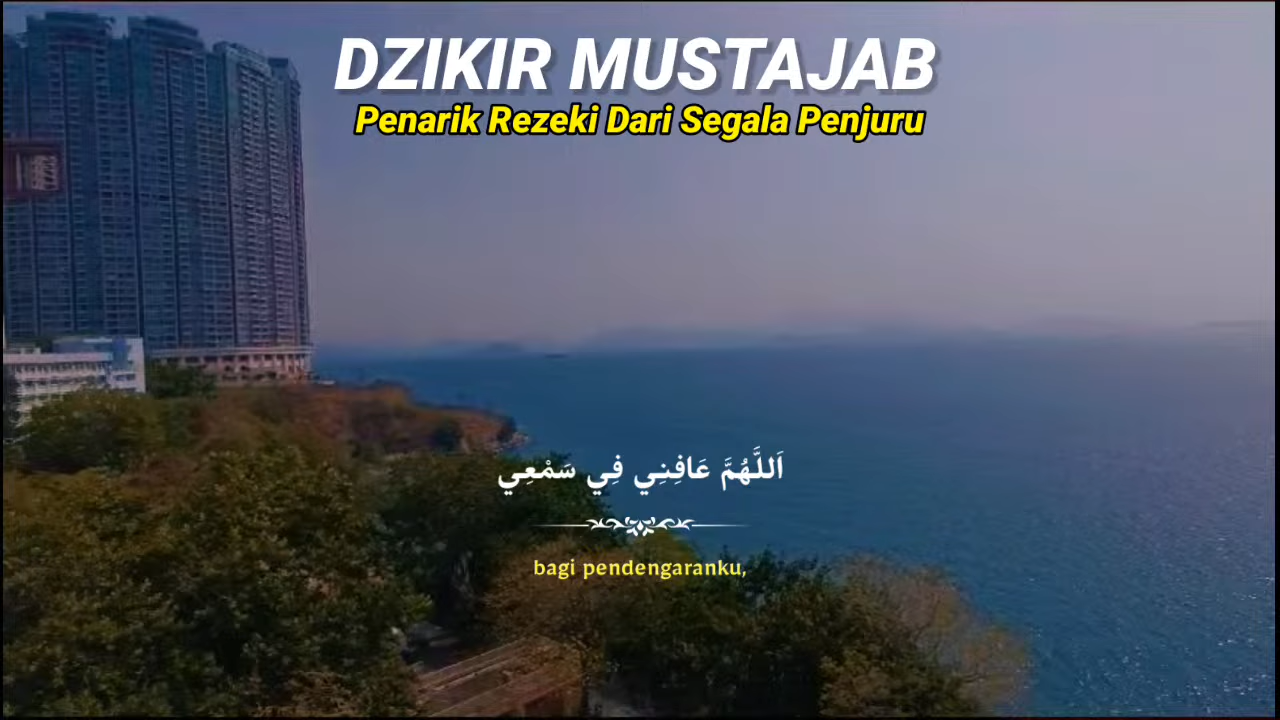 DZIKIR MUSTAJAB
Penarik Rezeki Dari Segala Penjuru
اَللَّهُمَّ عَافِنِي فِي سَمْعِي
bagi pendengaranku,